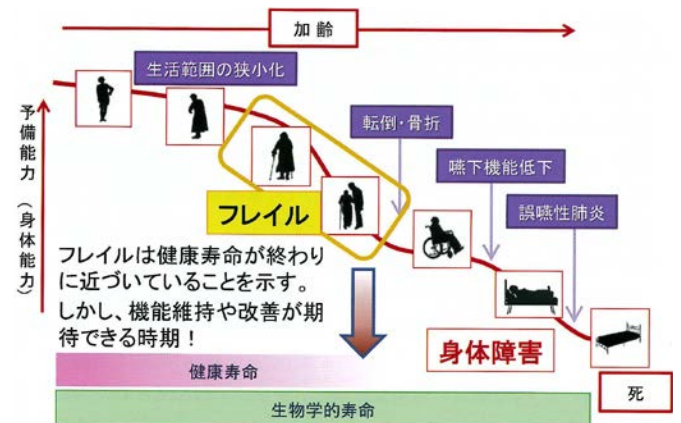 加齢
生活範囲の狭小化
予備能力（身体能力）
転倒・骨折
嚥下機能低下
誤嚥性肺炎
フレイル
フレイルは健康寿命が終わり
に近づいていることを示す。
しかし、機能維持や改善が期
待できる時期！
身体障害
健康寿命
死
生物学的寿命